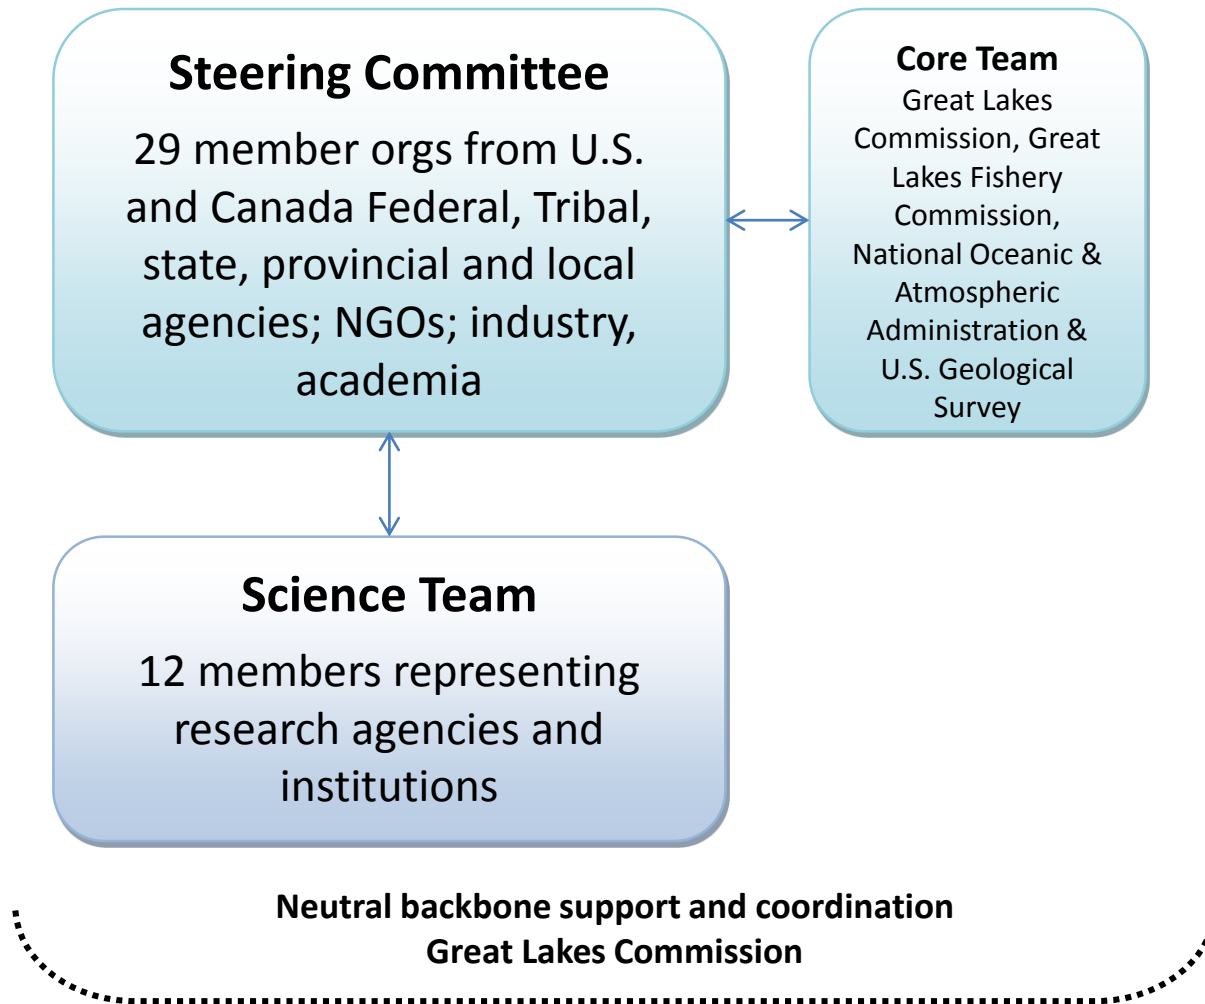 Steering Committee
29 member orgs from U.S.
and Canada Federal, Tribal,
state, provincial and local
agencies; NGOs; industry,
academia
Core Team
Great Lakes
Commission, Great
Lakes Fishery
Commission,
National Oceanic &
Atmospheric
Administration &
U.S. Geological
Survey
Science Team
12 members representing
research agencies and
institutions
Neutral backbone support and coordination
Great Lakes Commission